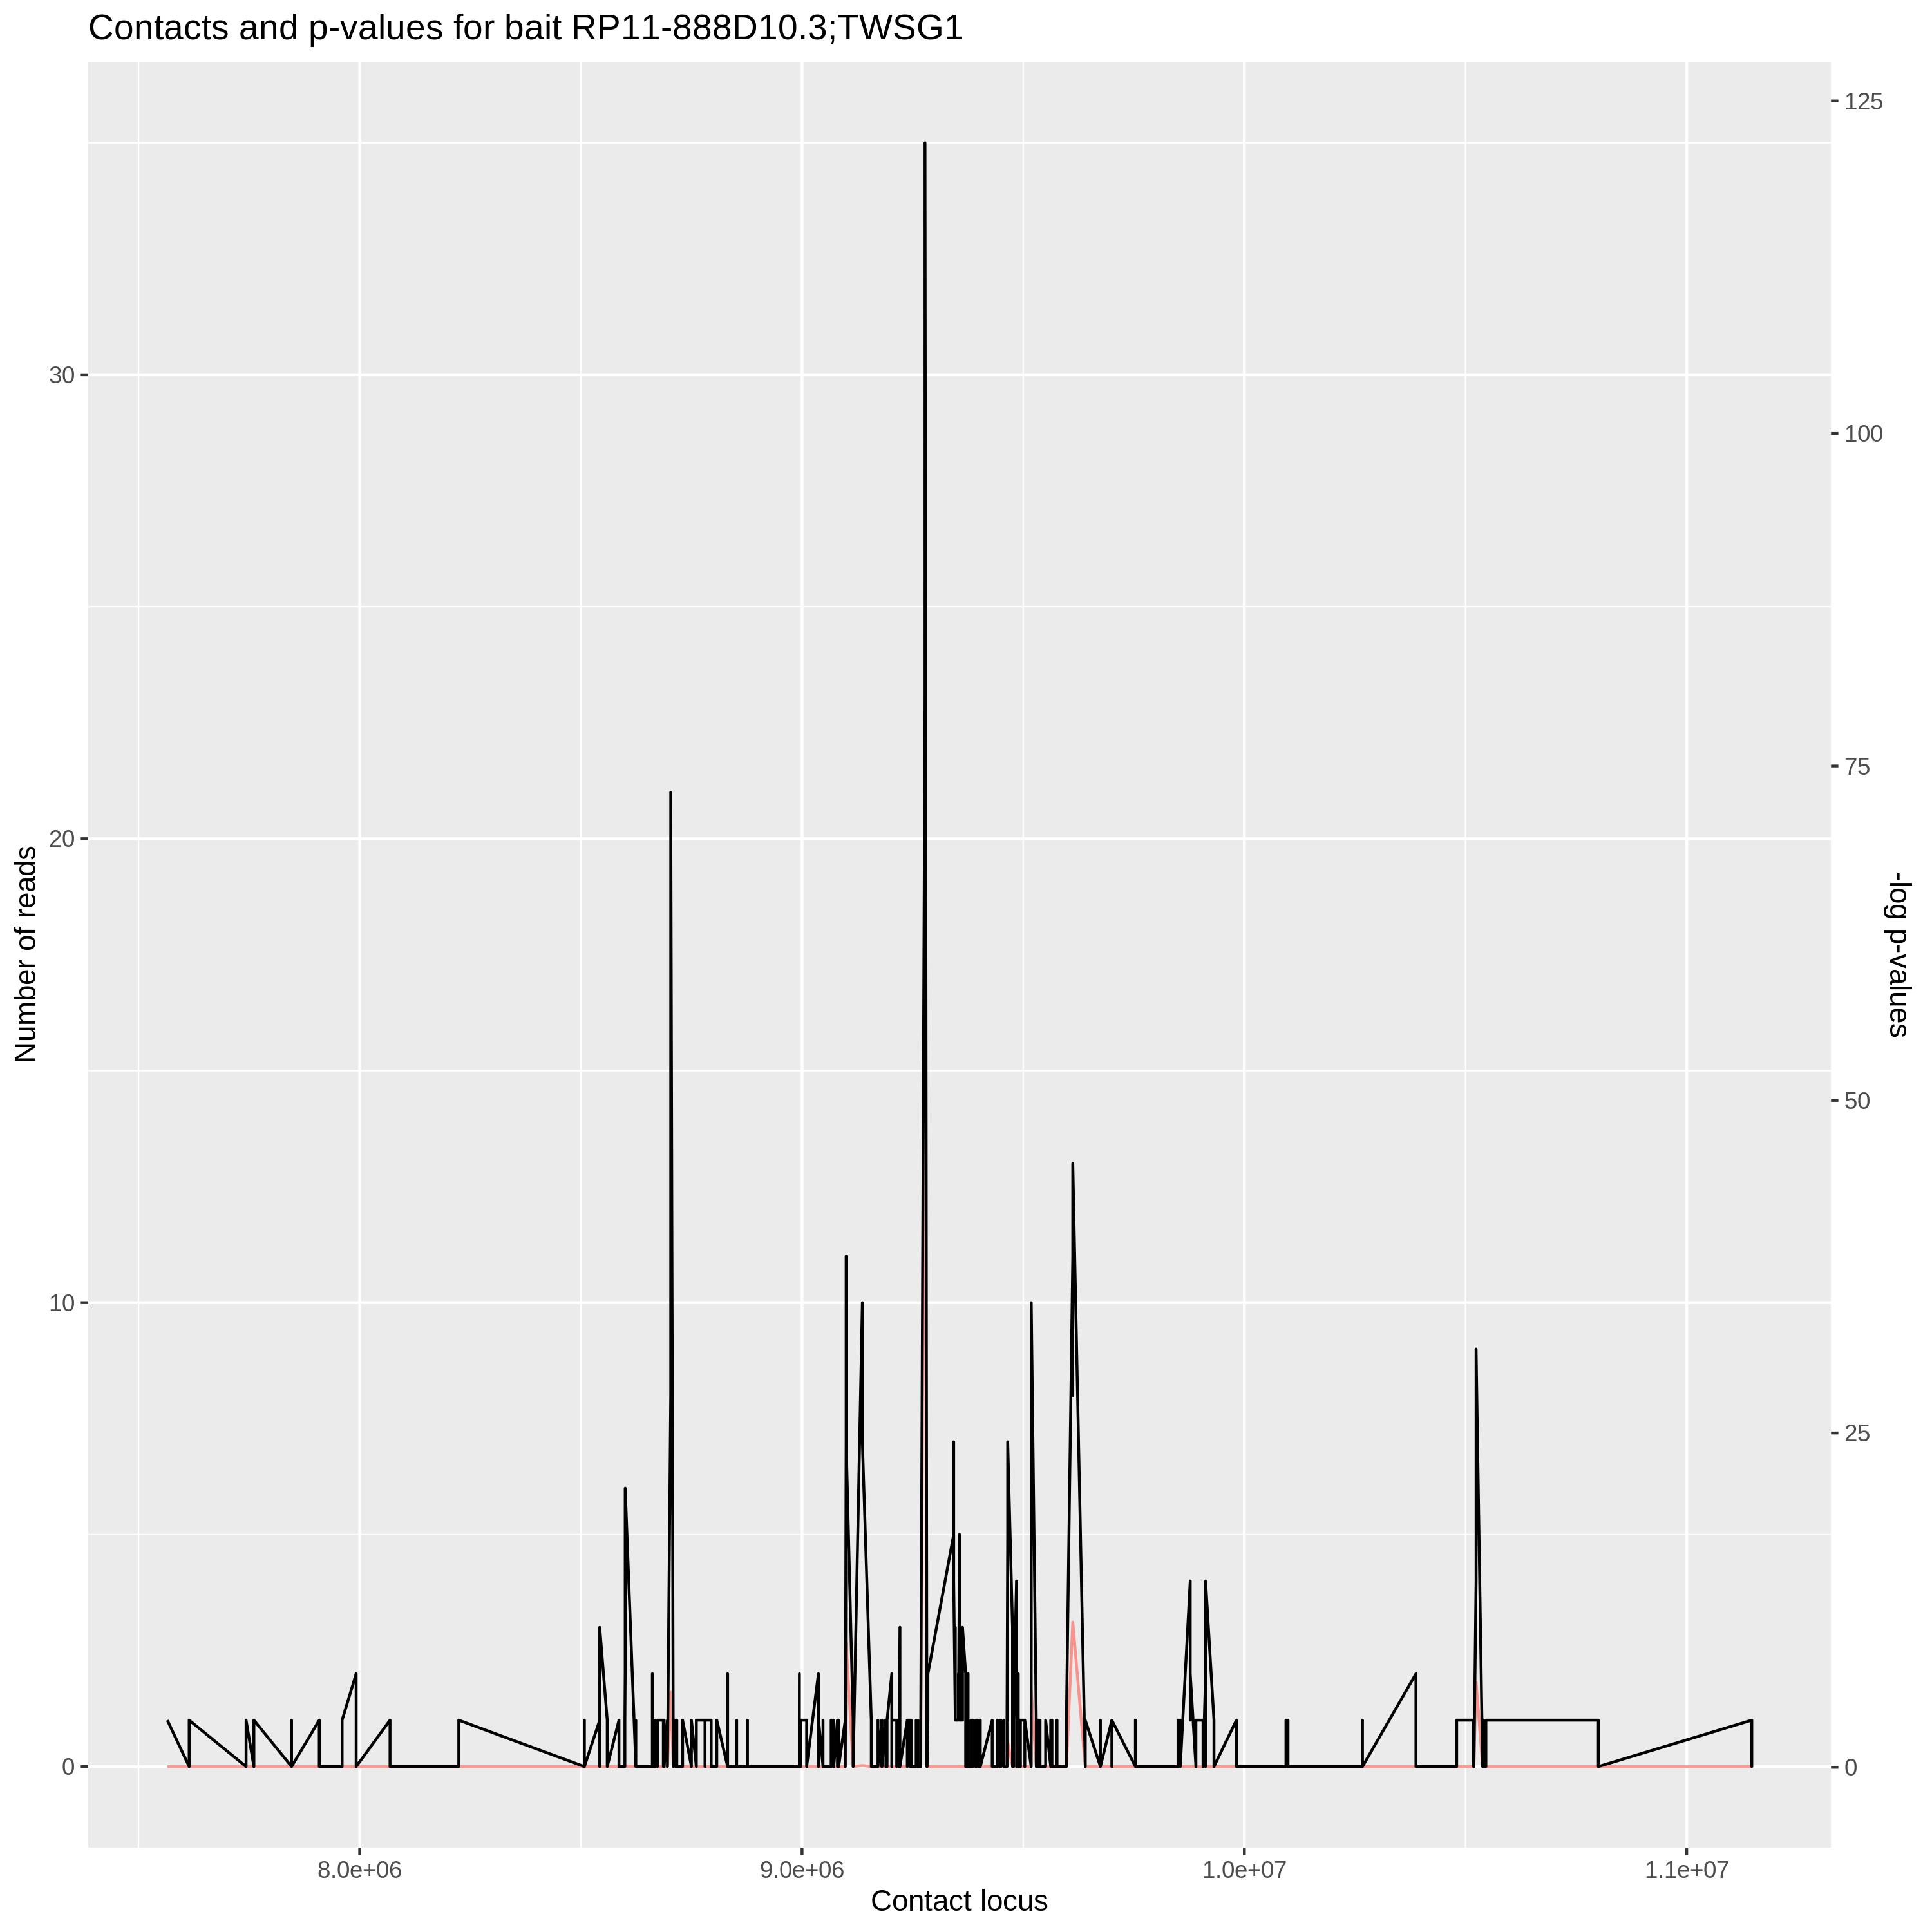 Contacts and p-values for bait RP11-888D10.3;TWSG1
125
30
100
75
20
Number of reads
-log p-values
50
10
25
0
0
8.0e+06
9.0e+06
1.0e+07
1.1e+07
Contact locus